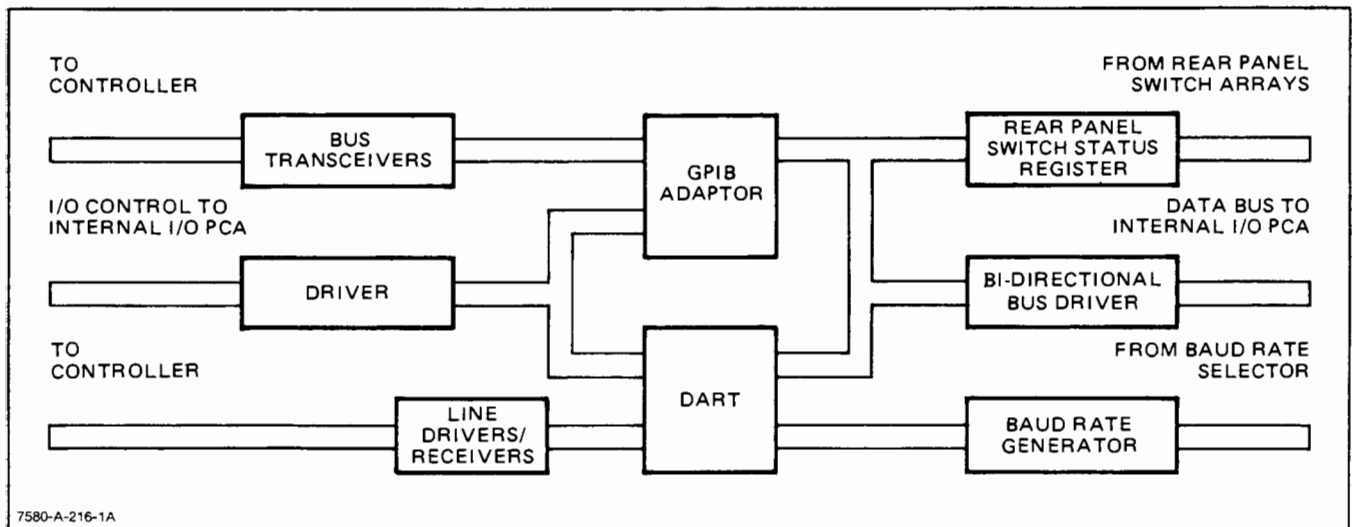 TO
CONTROLLER
FROM REAR PANEL
SWITCH ARRAYS
BUS
TRANSCEIVERS
GPIB
ADAPTOR
REAR PANEL
SWITCH STATUS
REGISTER
I/O CONTROL TO
INTERNAL I/O PCA
DATA BUS TO
INTERNAL I/O PCA
DRIVER
BI-DIRECTIONAL
BUS DRIVER
TO
CONTROLLER
FROM BAUD RATE
SELECTOR
DART
LINE
DRIVERS/
RECEIVERS
BAUD RATE
GENERATOR
7580-A-216-1A